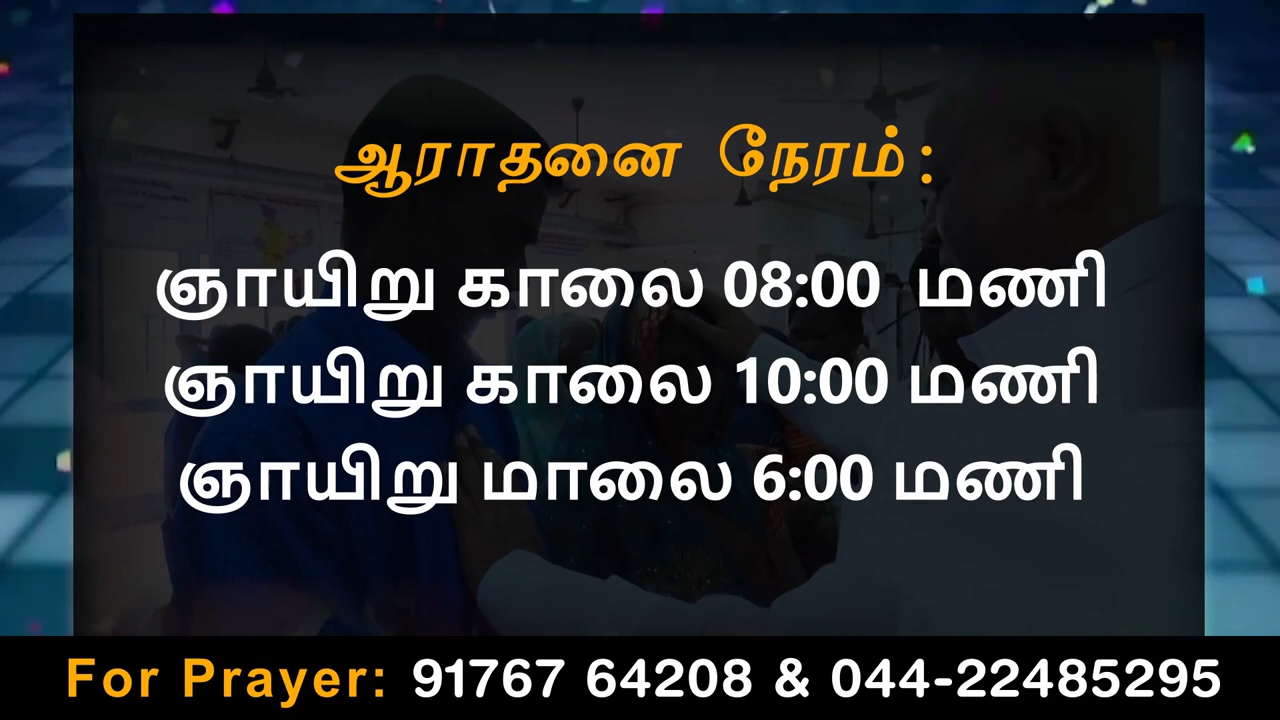 ஆராதனை நேரம்:
ஞாயிறு காலை 08:00 மணி
ஞாயிறு காலை 10:00 மணி
ஞாயிறு மாலை 6:00 மணி
For Prayer: 91767 64208 & 044-22485295